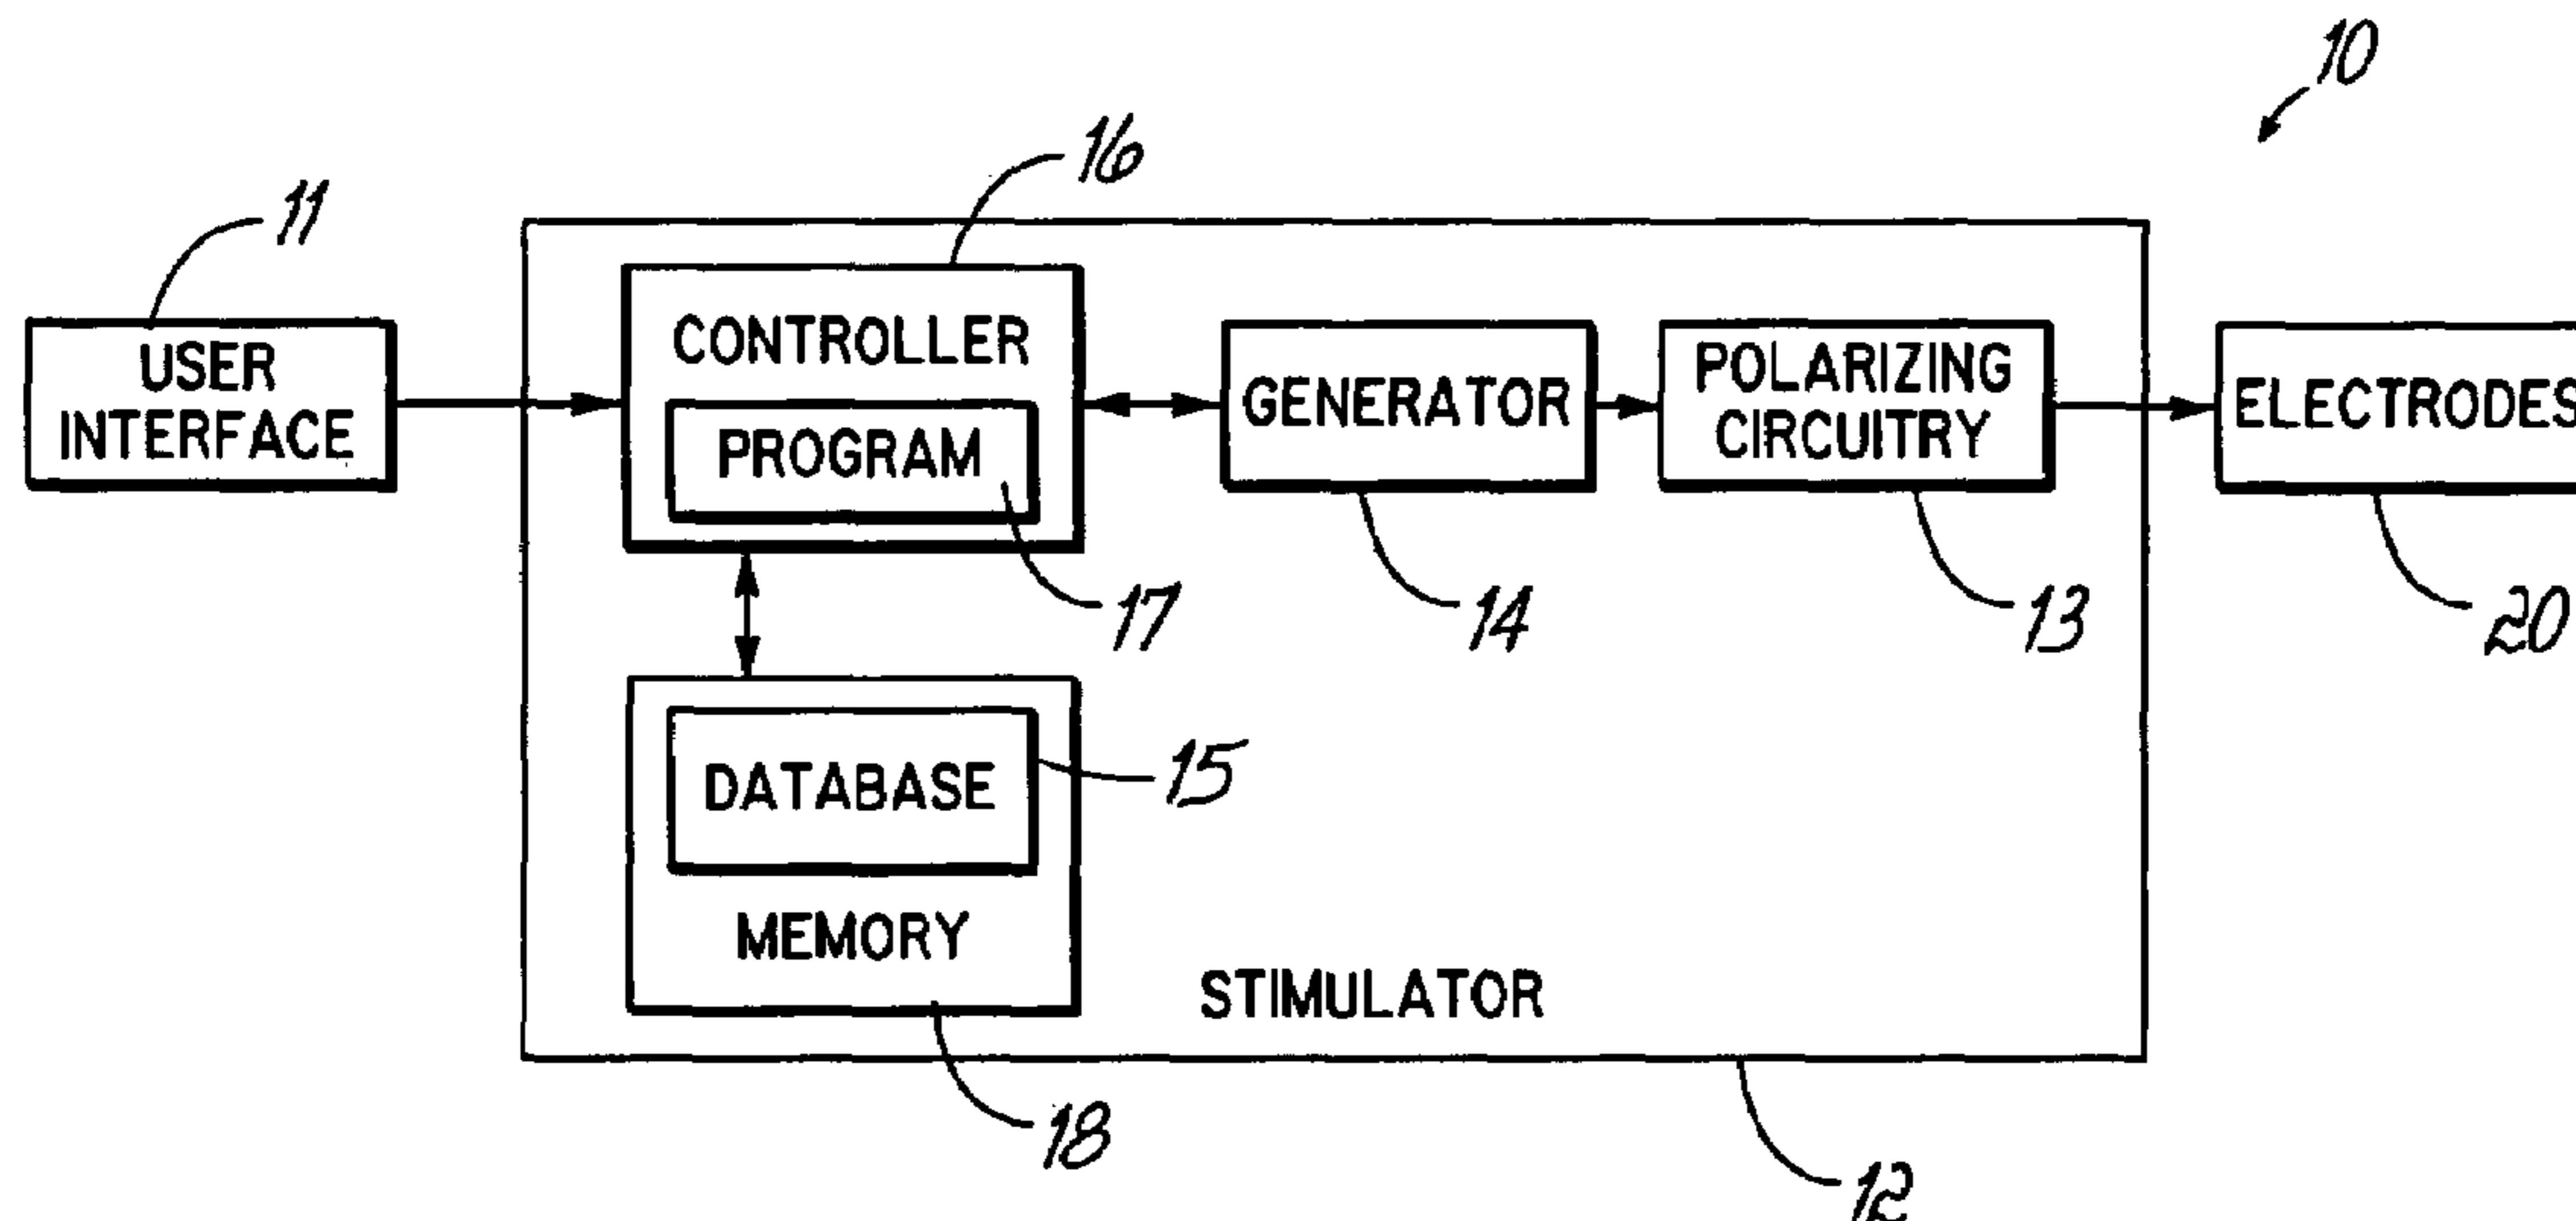 10
16
11
USER
INTERFACE
CONTROLLER
PROGRAM
GENERATOR
POLARIZING
CIRCUITRY
ELECTRODES
17
14
13
20
DATABASE
15
MEMORY
STIMULATOR
18
12